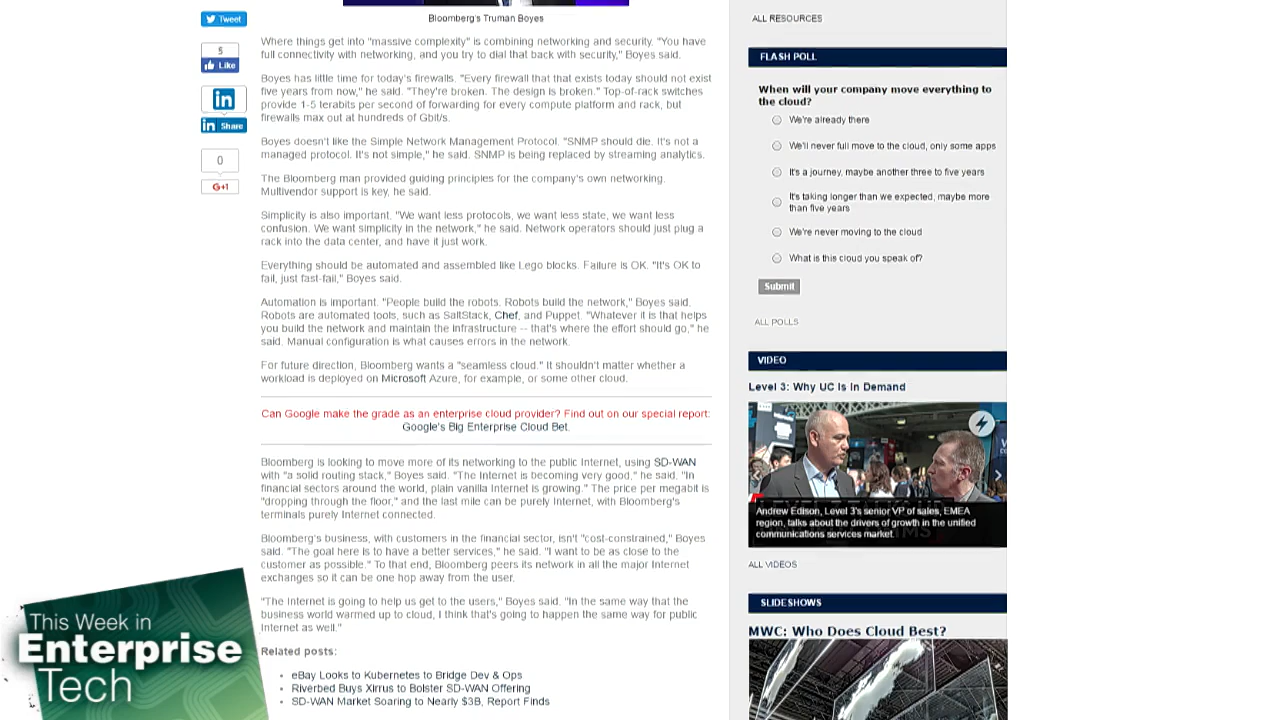 Tweet
5
Like
in
in Share
0
G+1
Bloomberg's Truman Boyes
Where things get into "massive complexity" is combining networking and security. "You have
full connectivity with networking, and you try to dial that back with security," Boyes said.
Boyes has little time for today's firewalls. "Every firewall that that exists today should not exist
five years from now," he said. "They're broken. The design is broken." Top-of-rack switches
provide 1-5 terabits per second of forwarding for every compute platform and rack, but
firewalls max out at hundreds of Gbit/s.
Boyes doesn't like the Simple Network Management Protocol. "SNMP should die. It's not a
managed protocol. It's not simple," he said. SNMP is being replaced by streaming analytics.
The Bloomberg man provided guiding principles for the company's own networking.
Multivendor support is key, he said.
Simplicity is also important. "We want less protocols, we want less state, we want less
confusion. We want simplicity in the network," he said. Network operators should just plug a
rack into the data center, and have it just work.
Everything should be automated and assembled like Lego blocks. Failure is OK. "It's OK to
fail, just fast-fail," Boyes said.
Automation is important. "People build the robots. Robots build the network," Boyes said.
Robots are automated tools, such as SaltStack, Chef, and Puppet. "Whatever it is that helps
you build the network and maintain the infrastructure -- that's where the effort should go," he
said. Manual configuration is what causes errors in the network.
For future direction, Bloomberg wants a "seamless cloud." It shouldn't matter whether a
workload is deployed on Microsoft Azure, for example, or some other cloud.
Can Google make the grade as an enterprise cloud provider? Find out on our special report:
Google's Big Enterprise Cloud Bet.
Bloomberg is looking to move more of its networking to the public Internet, using SD-WAN
with "a solid routing stack," Boyes said. "The Internet is becoming very good," he said. "In
financial sectors around the world, plain vanilla Internet is growing." The price per megabit is
"dropping through the floor," and the last mile can be purely Internet, with Bloomberg's
terminals purely Internet connected.
Bloomberg's business, with customers in the financial sector, isn't "cost-constrained," Boyes
said. "The goal here is to have a better services," he said. "I want to be as close to the
customer as possible." To that end, Bloomberg peers its network in all the major Internet
exchanges so it can be one hop away from the user.
"The Internet is going to help us get to the users," Boyes said. "In the same way that the
business world warmed up to cloud, I think that's going to happen the same way for public
Internet as well."
Related posts:
• eBay Looks to Kubernetes to Bridge Dev & Ops
• Riverbed Buys Xirrus to Bolster SD-WAN Offering
• SD-WAN Market Soaring to Nearly $3B, Report Finds
This Week in
Enterprise
Tech
ALL RESOURCES
FLASH POLL
When will your company move everything to
the cloud?
We're already there
We'll never full move to the cloud, only some apps
It's a journey, maybe another three to five years
It's taking longer than we expected, maybe more
than five years
We're never moving to the cloud
What is this cloud you speak of?
Submit
ALL POLLS
VIDEO
Level 3: Why UC Is In Demand
Andrew Edison, Level 3's senior VP of sales, EMEA
region, talks about the drivers of growth in the unified
communications services market.
ALL VIDEOS
SLIDESHOWS
MWC: Who Does Cloud Best?